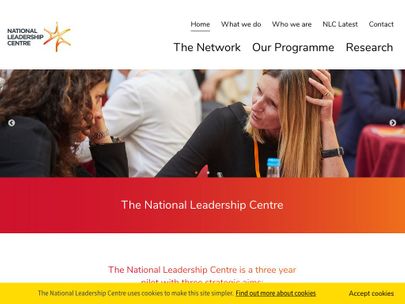 NATIONAL
LEADERSHIP
CENTRE
Home What we do Who we are NLC Latest Contact
The Network Our Programme Research
The National Leadership Centre
The National Leadership Centre is a three year
pilot with three strategic aims:
The National Leadership Centre uses cookies to make this site simpler. Find out more about cookies Accept cookies